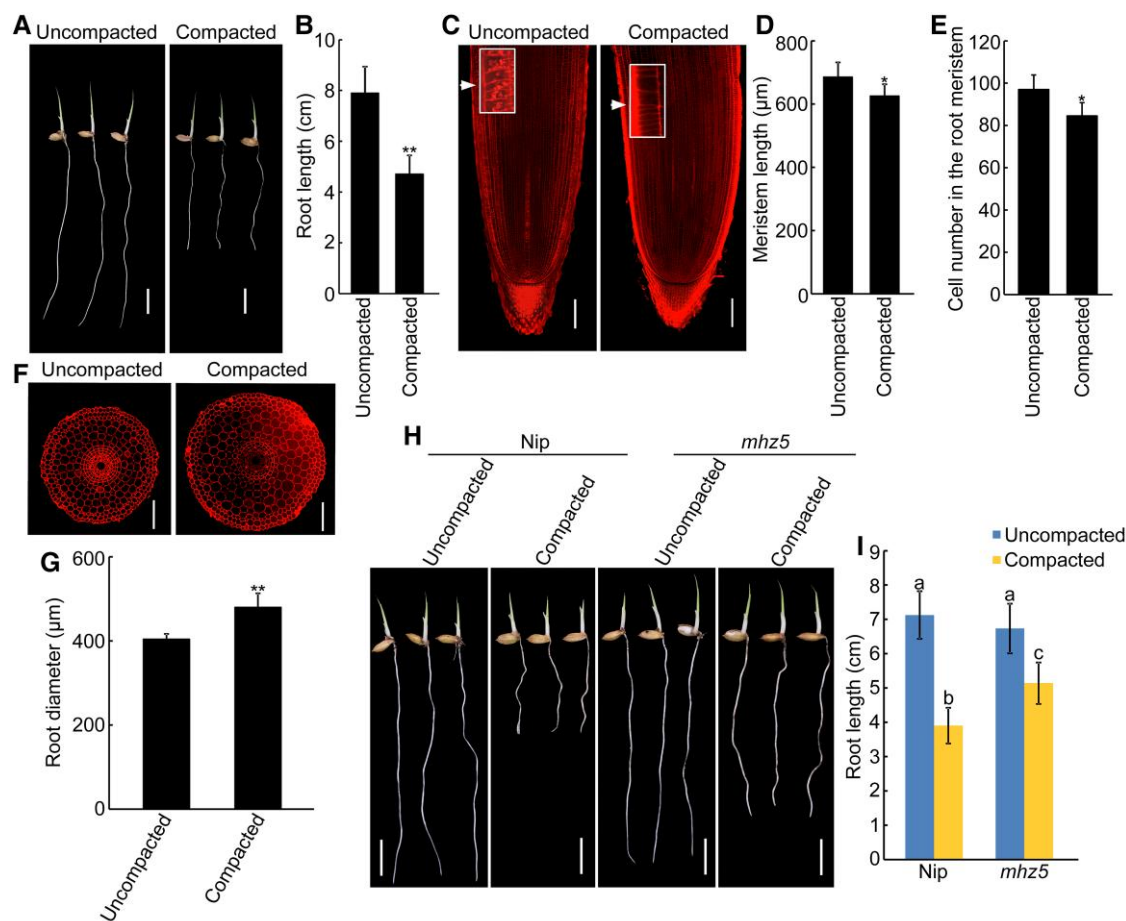 A
Uncompacted
Compacted
B
Root length (cm)
10
8
6
4
2
0
**
Uncompacted
Compacted
C
Uncompacted
Compacted
D
Meristem length (µm)
800
600
400
200
0
*
Uncompacted
Compacted
E
Cell number in the root meristem
120
100
80
60
40
20
0
*
Uncompacted
Compacted
F
Uncompacted
Compacted
G
Root diameter (µm)
600
400
200
0
**
Uncompacted
Compacted
H
Nip
mhz5
Uncompacted
Compacted
Uncompacted
Compacted
I
Uncompacted
Compacted
Root length (cm)
9
8
7
6
5
4
3
2
1
0
a
b
a
c
Nip
mhz5